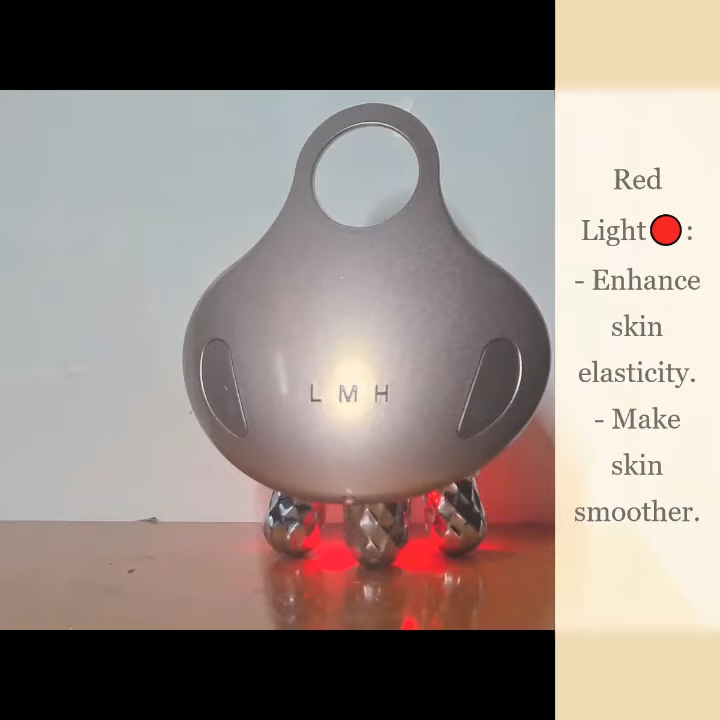 L M H
Red
Light🔴:
- Enhance
skin
elasticity.
- Make
skin
smoother.